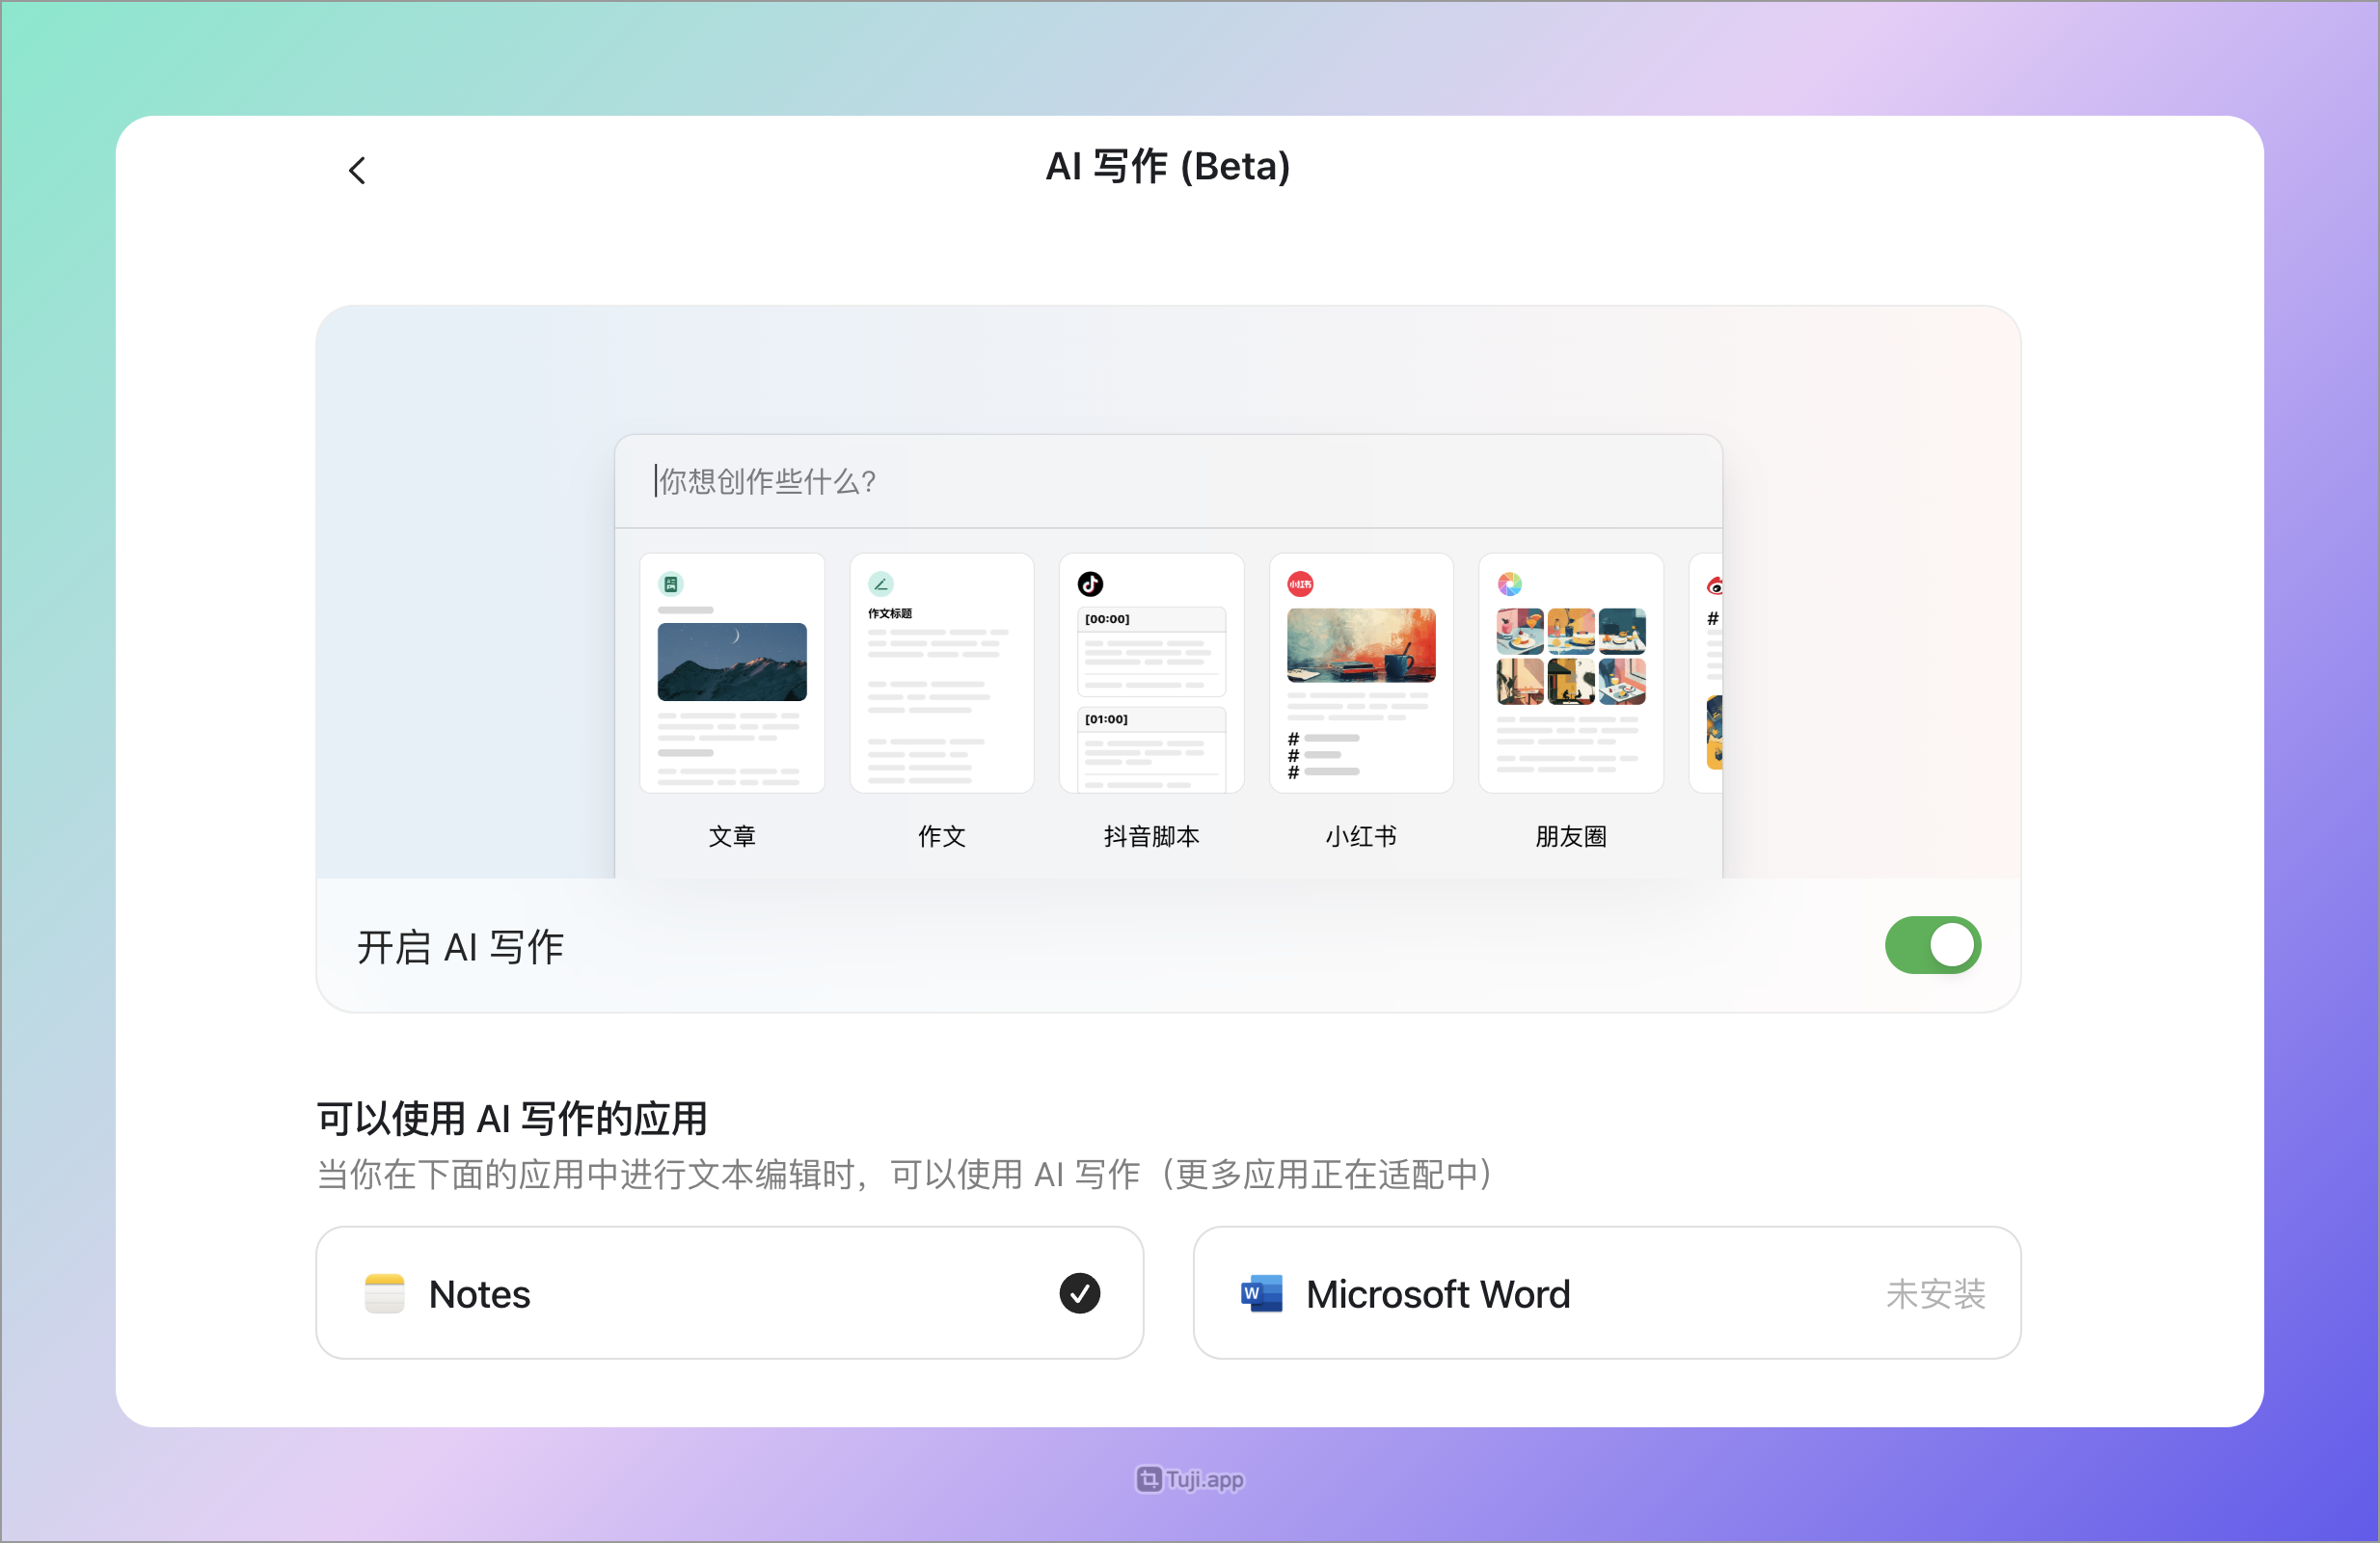 AI 写作 (Beta)
你想创作些什么?
作文标题
[00:00]
[01:00]
小红书
#
#
#
#
文章
作文
抖音脚本
小红书
朋友圈
开启 AI 写作
可以使用 AI 写作的应用
当你在下面的应用中进行文本编辑时，可以使用 AI 写作（更多应用正在适配中）
Notes
W
Microsoft Word
未安装
Tuji.app